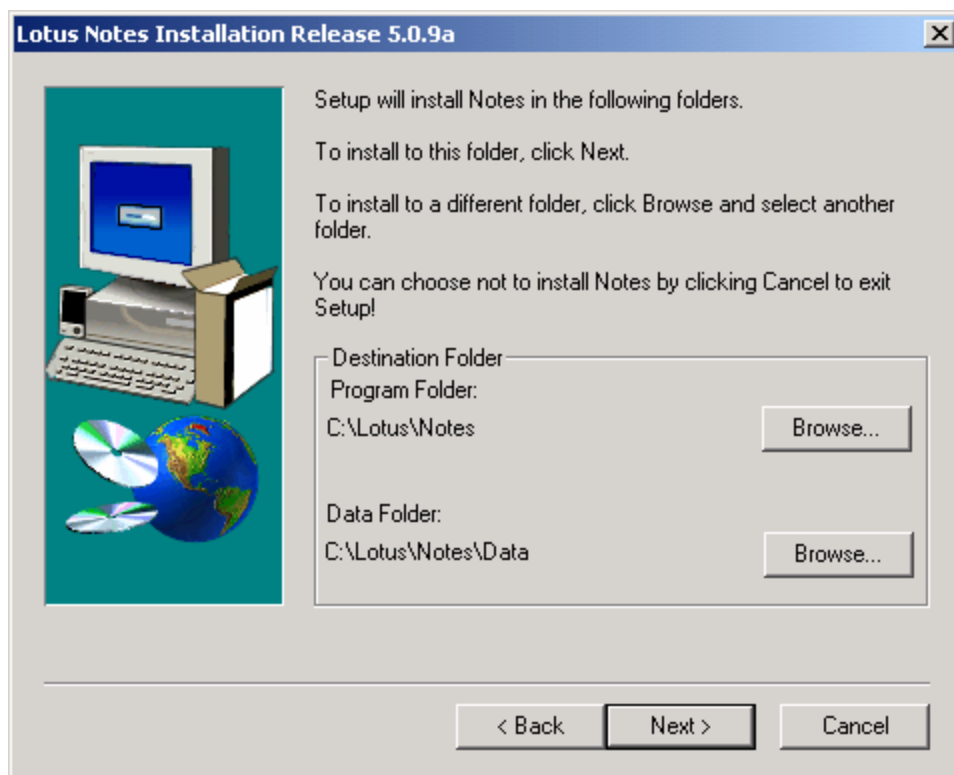 Lotus Notes Installation Release 5.0.9a
Setup will install Notes in the following folders.
To install to this folder, click Next.
To install to a different folder, click Browse and select another
folder.
You can choose not to install Notes by clicking Cancel to exit
Setup!
Destination Folder
Program Folder:
C:\Lotus\Notes
Browse...
Data Folder:
C:\Lotus\Notes\Data
Browse...
< Back
Next >
Cancel